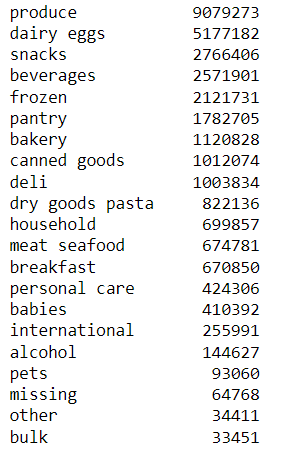 produce 9079273
dairy eggs 5177182
snacks 2766406
beverages 2571901
frozen 2121731
pantry 1782705
bakery 1120828
canned goods 1012074
deli 1003834
dry goods pasta 822136
household 699857
meat seafood 674781
breakfast 670850
personal care 424306
babies 410392
international 255991
alcohol 144627
pets 93060
missing 64768
other 34411
bulk 33451